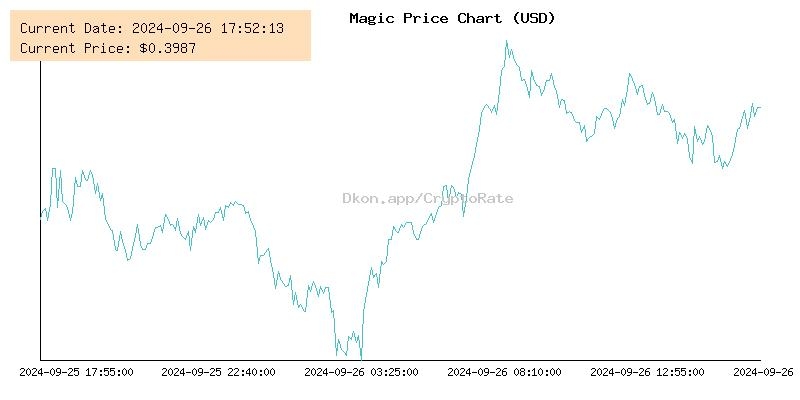 Magic Price Chart (USD)
Current Date: 2024-09-26 17:52:13
Current Price: $0.3987
Dkon.app/CryptoRate
2024-09-25 17:55:00 2024-09-25 22:40:00 2024-09-26 03:25:00 2024-09-26 08:10:00 2024-09-26 12:55:00 2024-09-26